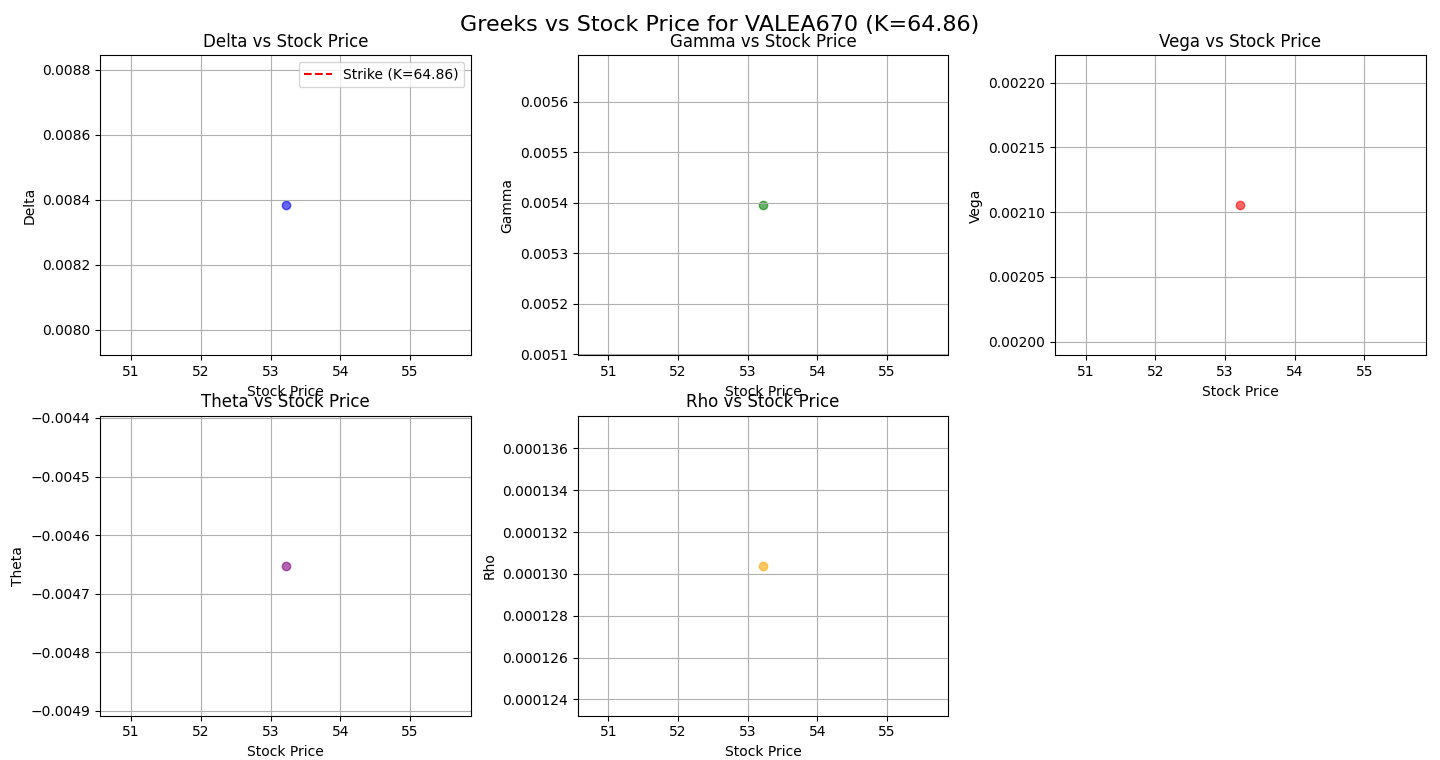 Greeks vs Stock Price for VALEA670 (K=64.86)
Delta vs Stock Price
0.0088
0.0086
0.0084
0.0082
0.0080
Delta
Strike (K=64.86)
51 52 53 54 55
Stock Price
Gamma vs Stock Price
0.0056
0.0055
0.0054
0.0053
0.0052
0.0051
Gamma
51 52 53 54 55
Stock Price
Vega vs Stock Price
0.00220
0.00215
0.00210
0.00205
0.00200
Vega
51 52 53 54 55
Stock Price
Theta vs Stock Price
−0.0044
−0.0045
−0.0046
−0.0047
−0.0048
−0.0049
Theta
51 52 53 54 55
Stock Price
Rho vs Stock Price
0.000136
0.000134
0.000132
0.000130
0.000128
0.000126
0.000124
Rho
51 52 53 54 55
Stock Price